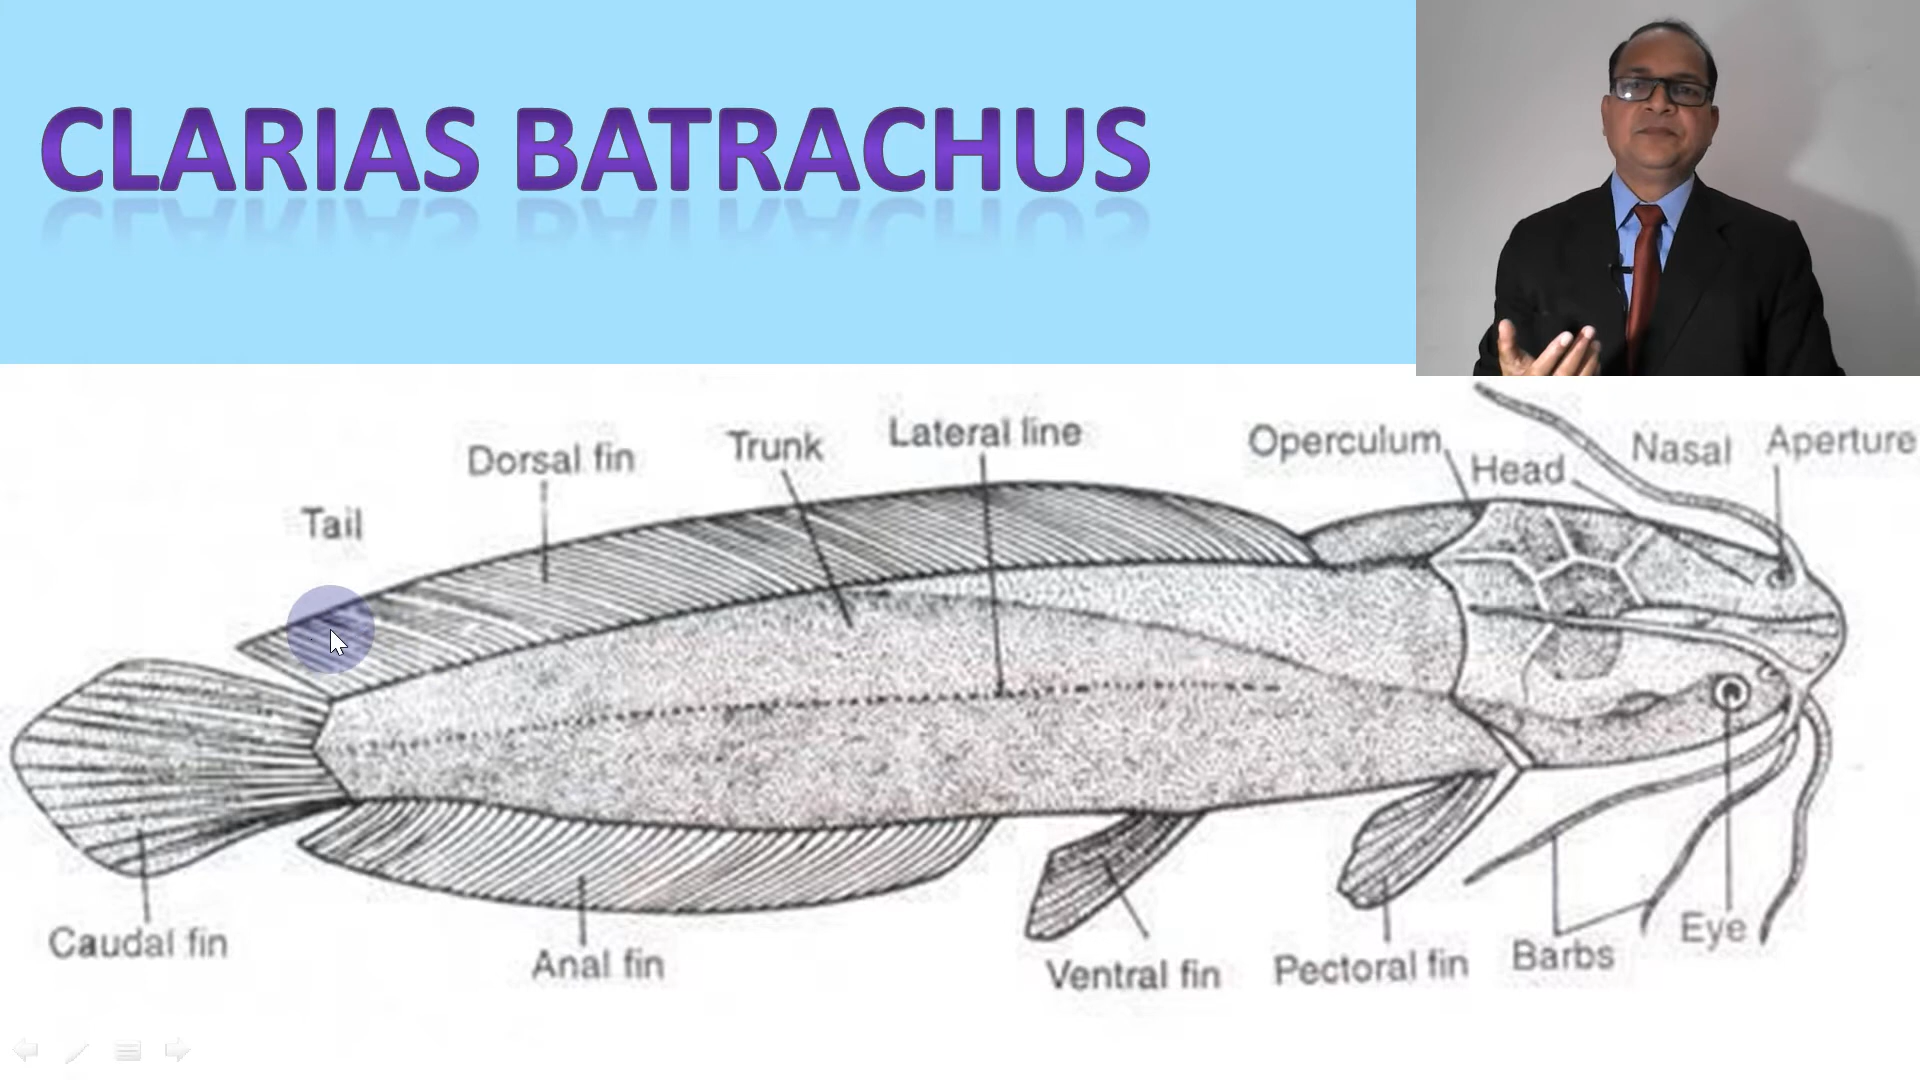 CLARIAS BATRACHUS
Lateral line
Trunk
Dorsal fin
Operculum
Nasal Aperture
Head
Tail
Caudal fin
Anal fin
Ventral fin
Pectoral fin
Barbs
Eye